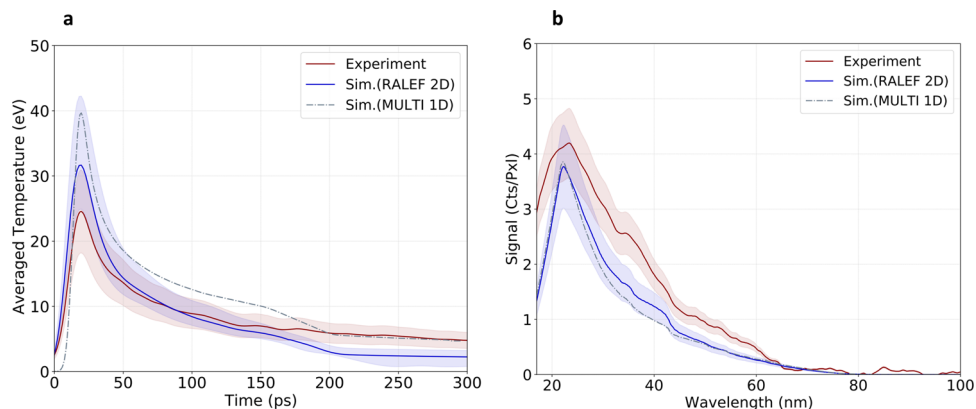 a
50
40
30
20
10
0
Averaged Temperature (eV)
Experiment
Sim.(RALEF 2D)
Sim.(MULTI 1D)
0 50 100 150 200 250 300
Time (ps)
b
6
5
4
3
2
1
0
Signal (Cts/Pxl)
Experiment
Sim.(RALEF 2D)
Sim.(MULTI 1D)
20 40 60 80 100
Wavelength (nm)